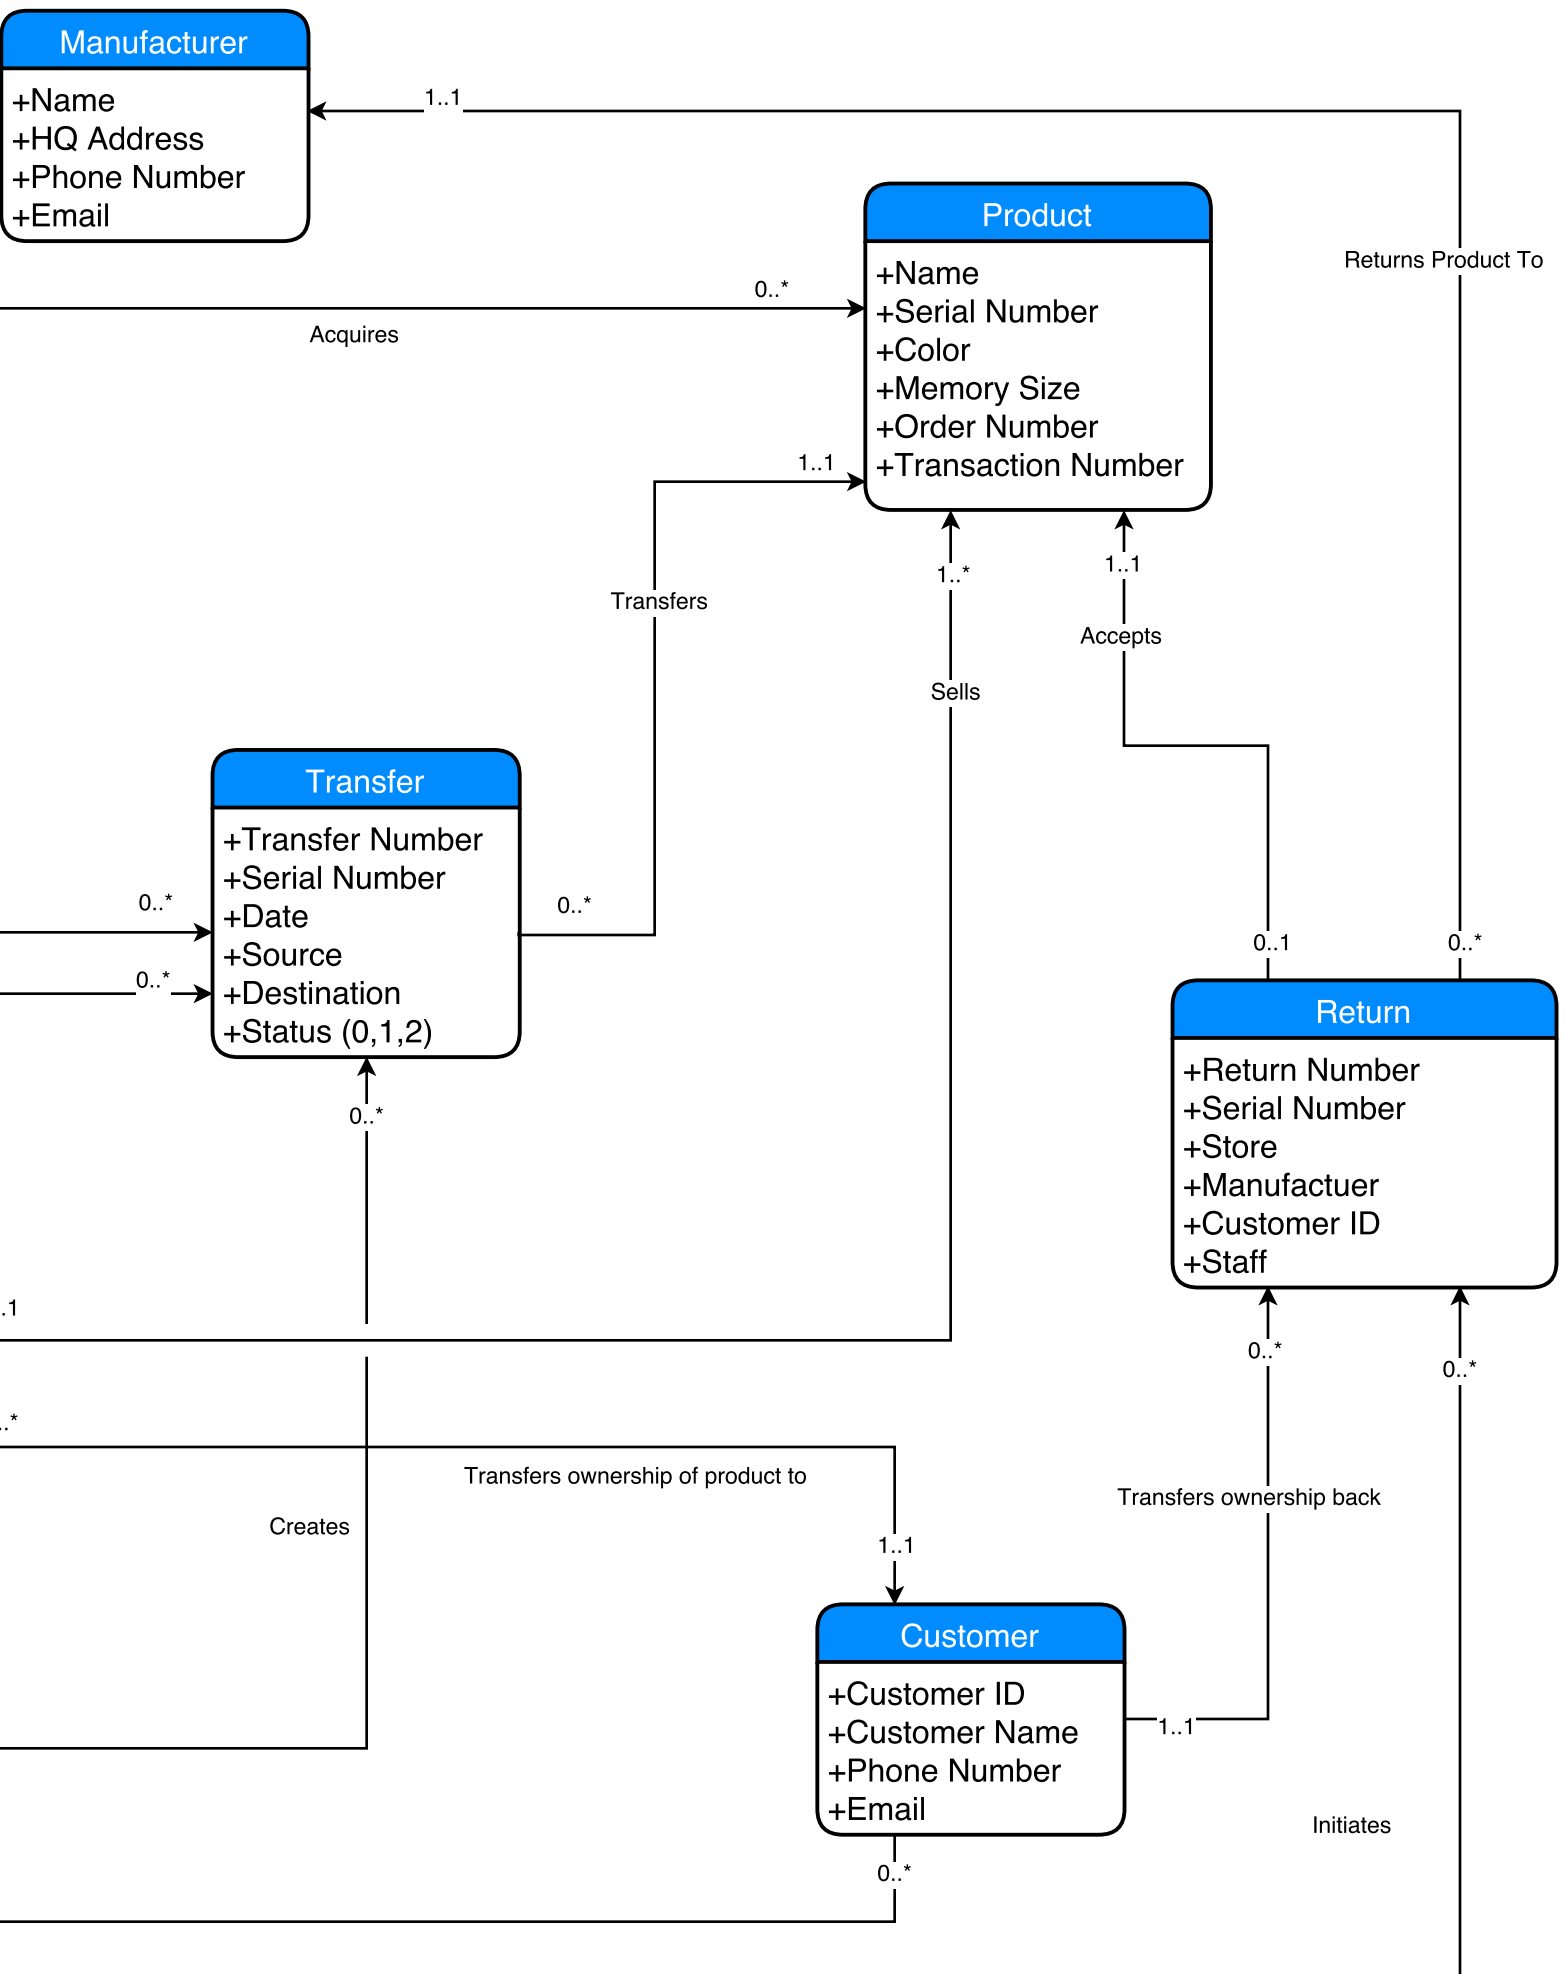 Manufacturer
+Name
+HQ Address
+Phone Number
+Email
1..1
Returns Product To
Product
+Name
+Serial Number
+Color
+Memory Size
+Order Number
+Transaction Number
0..*
Acquires
1..1
Transfers
1..*
Sells
1..1
Accepts
Transfer
+Transfer Number
+Serial Number
+Date
+Source
+Destination
+Status (0,1,2)
0..*
0..*
0..*
0..*
0..1
0..*
Return
+Return Number
+Serial Number
+Store
+Manufactuer
+Customer ID
+Staff
.1
0..*
0..*
..*
Transfers ownership of product to
Creates
Transfers ownership back
1..1
Customer
+Customer ID
+Customer Name
+Phone Number
+Email
1..1
Initiates
0..*